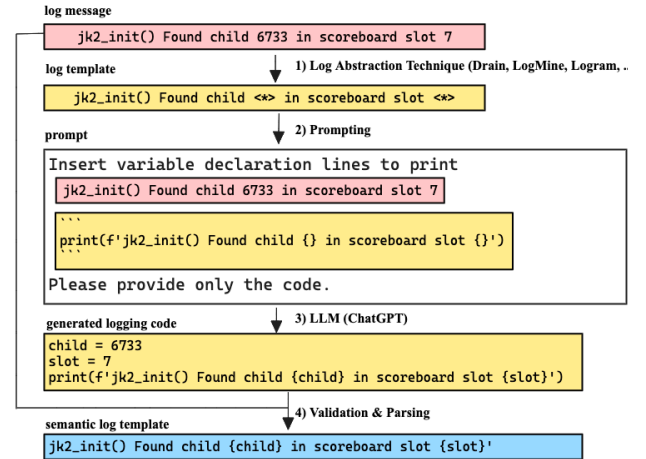 log message
jk2_init() Found child 6733 in scoreboard slot 7
1) Log Abstraction Technique (Drain, LogMine, Logram, ..
log template
jk2_init() Found child <*> in scoreboard slot <*>
2) Prompting
prompt
Insert variable declaration lines to print
jk2_init() Found child 6733 in scoreboard slot 7
```
print(f'jk2_init() Found child {} in scoreboard slot {}')
```
Please provide only the code.
3) LLM (ChatGPT)
generated logging code
child = 6733
slot = 7
print(f'jk2_init() Found child {child} in scoreboard slot {slot}')
4) Validation & Parsing
semantic log template
jk2_init() Found child {child} in scoreboard slot {slot}'